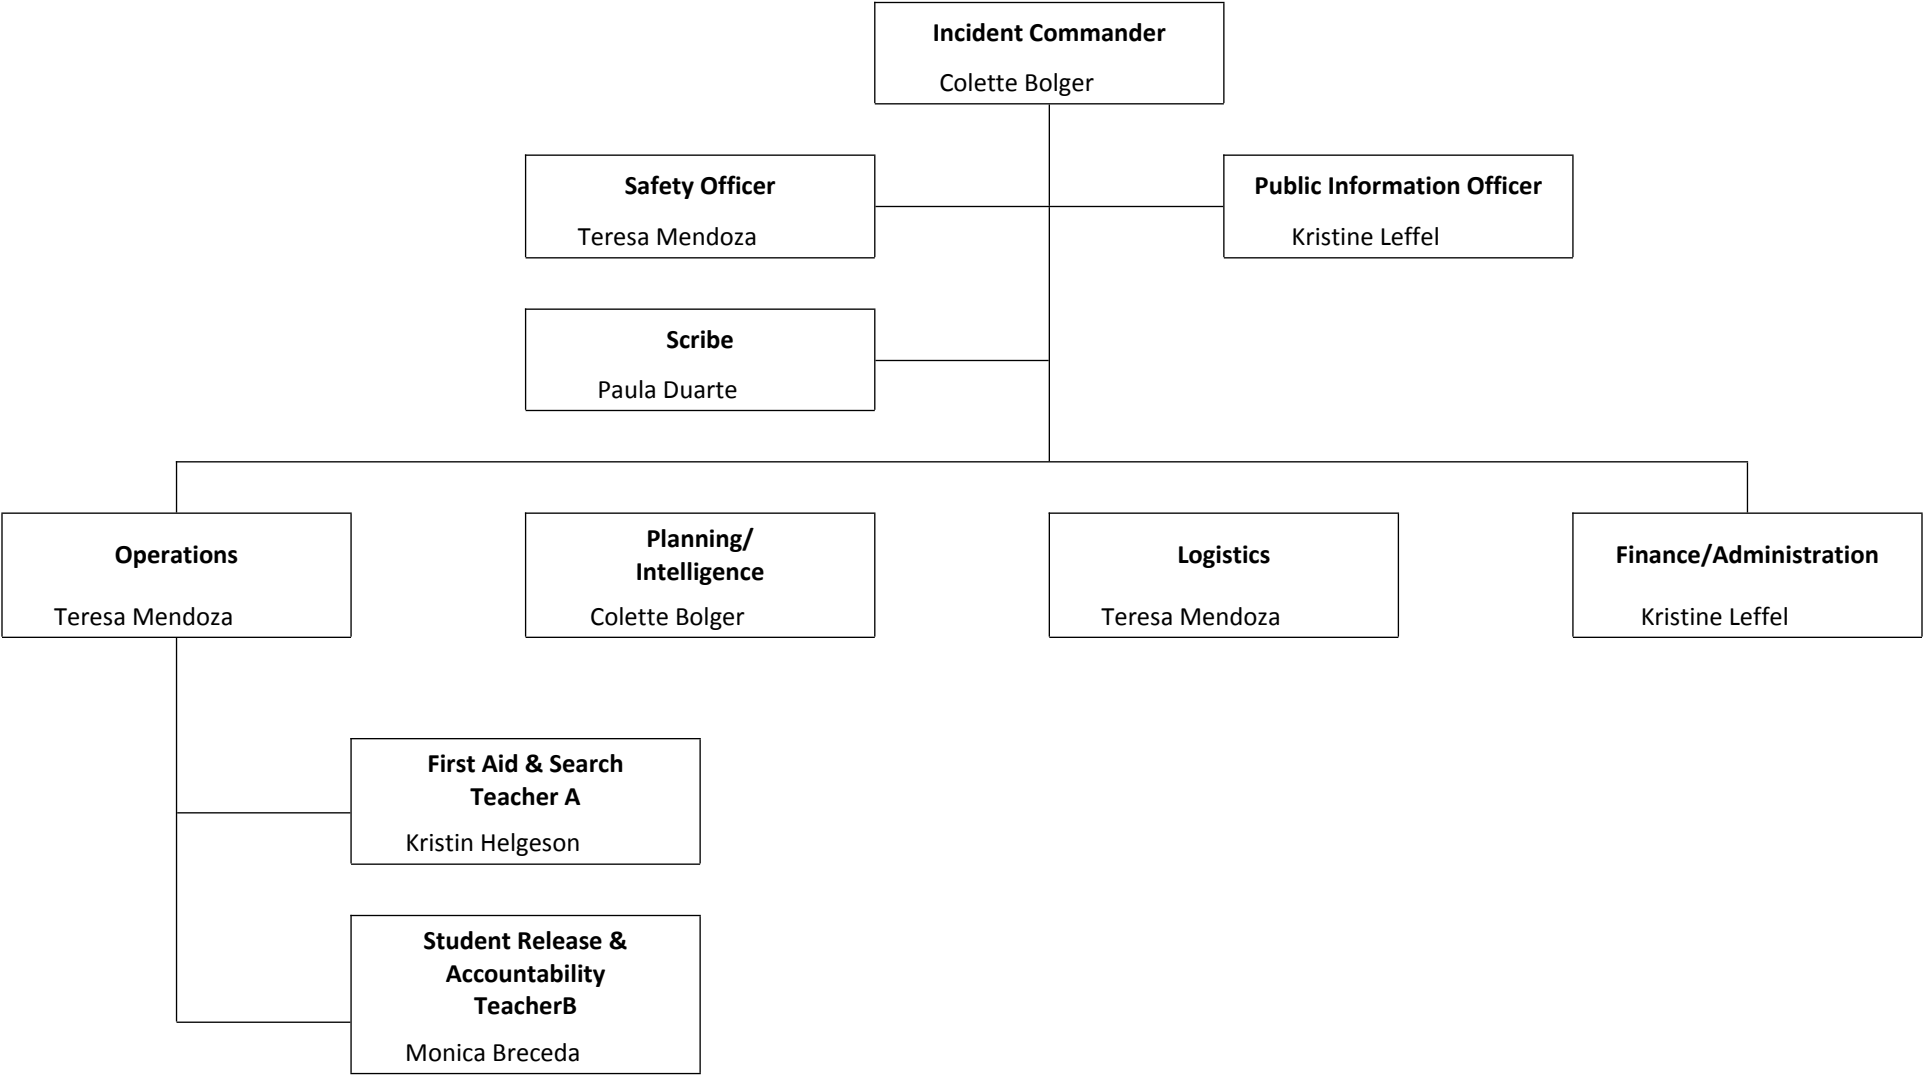 Incident Commander
Colette Bolger
Safety Officer
Teresa Mendoza
Public Information Officer
Kristine Leffel
Scribe
Paula Duarte
Operations
Teresa Mendoza
Planning/
Intelligence
Colette Bolger
Logistics
Teresa Mendoza
Finance/Administration
Kristine Leffel
First Aid & Search
Teacher A
Kristin Helgeson
Student Release &
Accountability
TeacherB
Monica Breceda